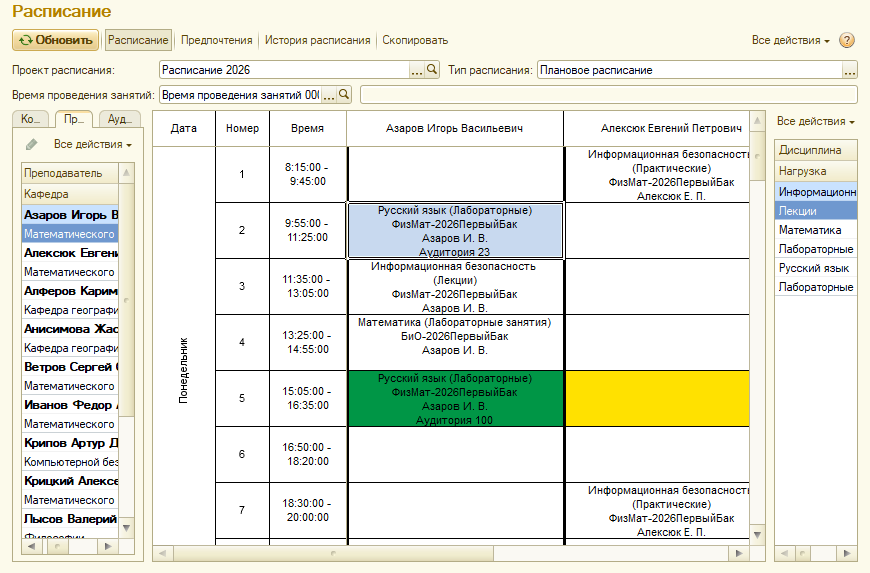 Расписание
Обновить Расписание Предпочтения История расписания Скопировать Все действия
Проект расписания: Расписание 2026 ... Тип расписания: Плановое расписание ...
Время проведения занятий: Время проведения занятий 000 ...
Ко... Пр... Ауд...
Все действия
Преподаватель
Кафедра
Азаров Игорь В
Математического
Алексюк Евгени
Математического
Алферов Карим
Кафедра географи
Анисимова Жас
Кафедра географи
Ветров Сергей
Математического
Иванов Федор
Математического
Крипов Артур Д
Компьютерной без
Крицкий Алексе
Математического
Лысов Валерий
Философии
Дата Номер Время Азаров Игорь Васильевич Алексюк Евгений Петрович
Понедельник
1
8:15:00 -
9:45:00
Информационная безопасность
(Практические)
ФизМат-2026ПервыйБак
Алексюк Е. П.
2
9:55:00 -
11:25:00
Русский язык (Лабораторные)
ФизМат-2026ПервыйБак
Азаров И. В.
Аудитория 23
3
11:35:00 -
13:05:00
Информационная безопасность
(Лекции)
ФизМат-2026ПервыйБак
Азаров И. В.
4
13:25:00 -
14:55:00
Математика (Лабораторные занятия)
БиО-2026ПервыйБак
Азаров И. В.
5
15:05:00 -
16:35:00
Русский язык (Лабораторные)
ФизМат-2026ПервыйБак
Азаров И. В.
Аудитория 100
6
16:50:00 -
18:20:00
7
18:30:00 -
20:00:00
Информационная безопасность
(Практические)
ФизМат-2026ПервыйБак
Алексюк Е. П.
Все действия
Дисциплина
Нагрузка
Информационн
Лекции
Математика
Лабораторные
Русский язык
Лабораторные